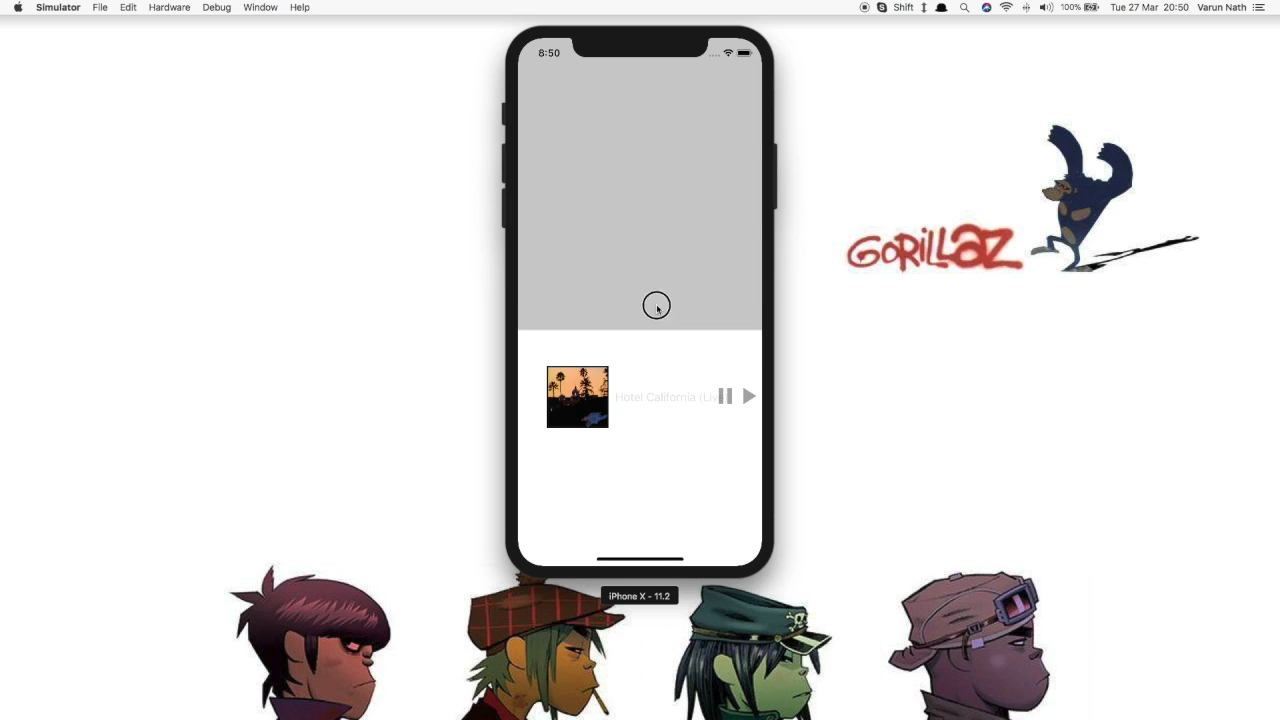 Simulator File Edit Hardware Debug Window Help Shift 100% Tue 27 Mar 20:50 Varun Nath
8:50
GORILLAZ
Hotel California (Live
iPhone X - 11.2